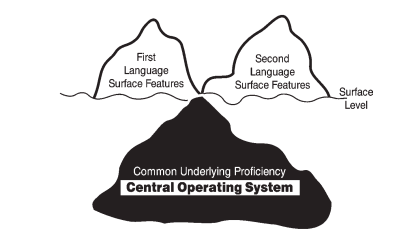 First
Language
Surface Features
Second
Language
Surface Features
Surface
Level
Common Underlying Proficiency
Central Operating System